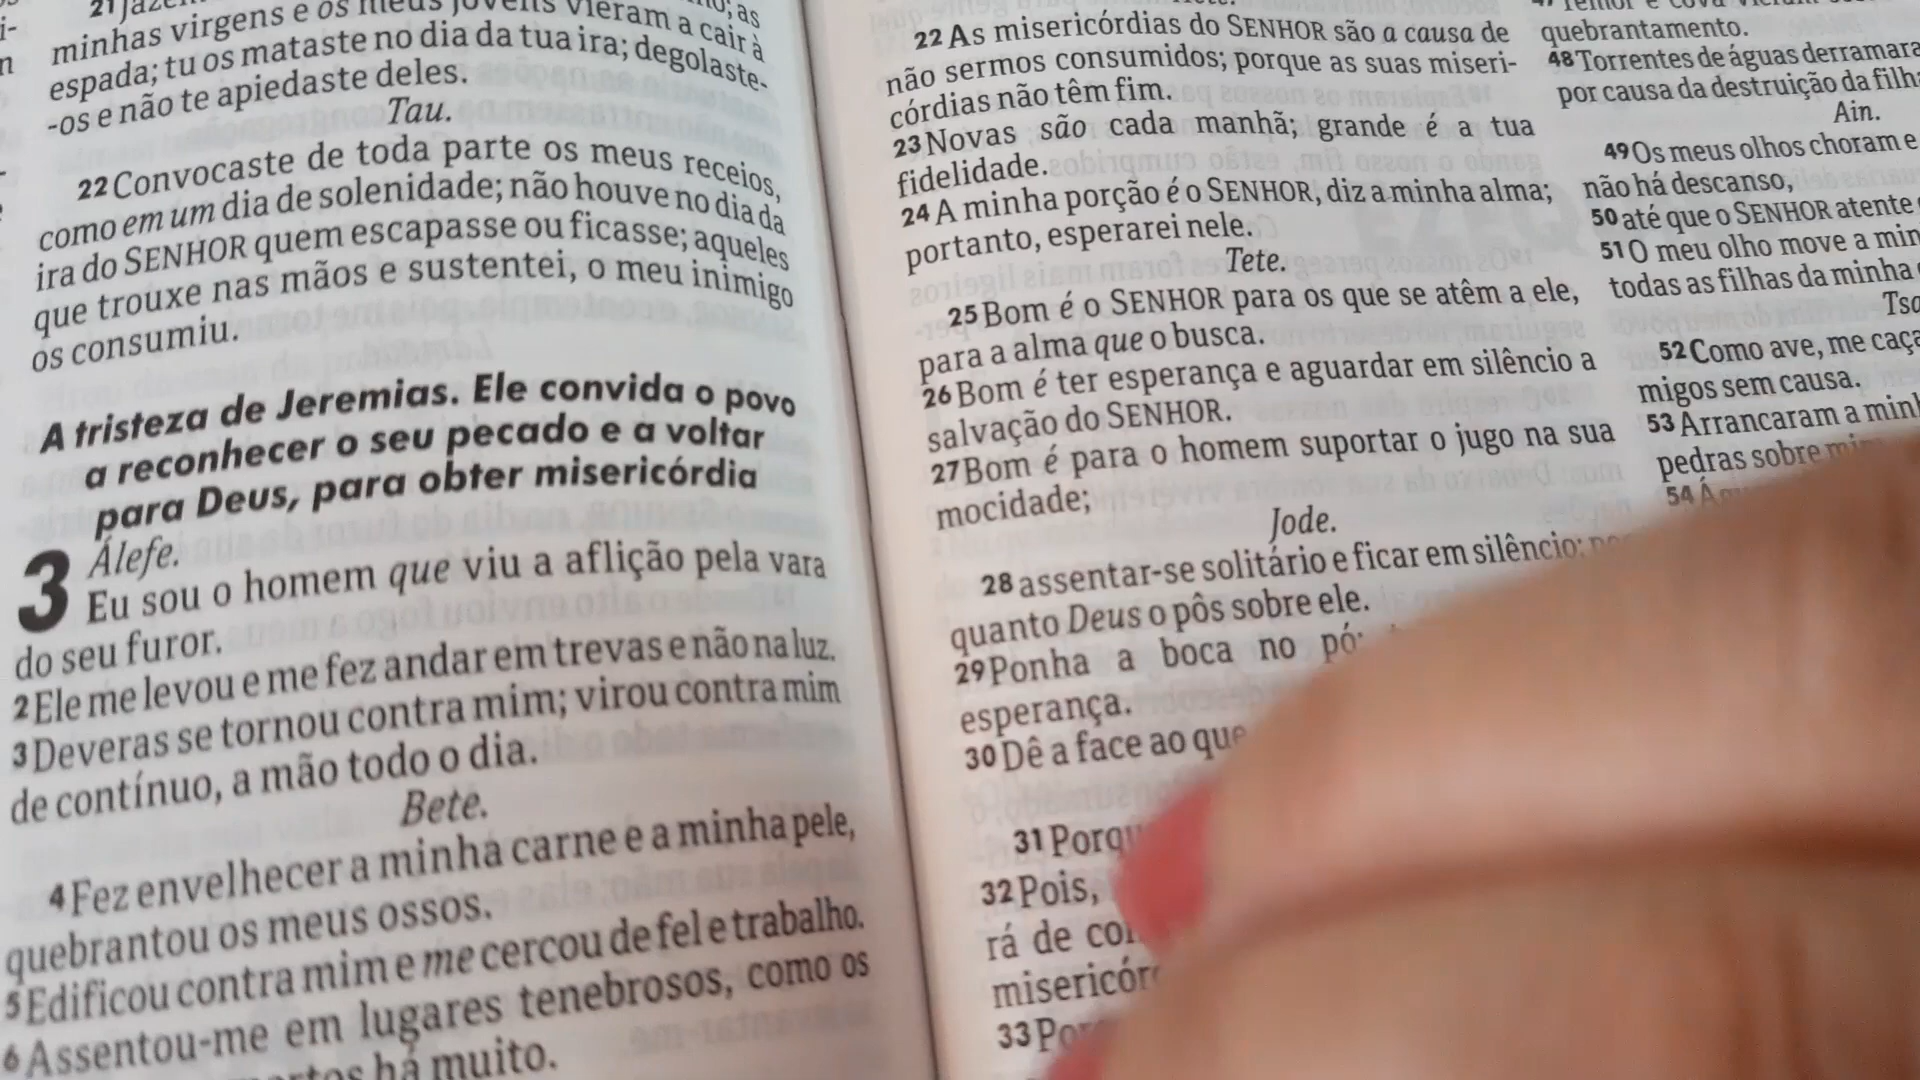 21 Jaze
minhas virgens e os meus jovens vieram a cair à
espada; tu os mataste no dia da tua ira; degolaste-
-os e não te apiedaste deles.
Tau.
22 Convocaste de toda parte os meus receios,
como em um dia de solenidade; não houve no dia da
ira do SENHOR quem escapasse ou ficasse; aqueles
que trouxe nas mãos e sustentei, o meu inimigo
os consumiu.
A tristeza de Jeremias. Ele convida o povo
a reconhecer o seu pecado e a voltar
para Deus, para obter misericórdia
3 Álefe.
Eu sou o homem que viu a aflição pela vara
do seu furor.
2 Ele me levou e me fez andar em trevas e não na luz.
3 Deveras se tornou contra mim; virou contra mim
de contínuo, a mão todo o dia.
Bete.
4 Fez envelhecer a minha carne e a minha pele,
quebrantou os meus ossos.
5 Edificou contra mim e me cercou de fel e trabalho.
6 Assentou-me em lugares tenebrosos, como os
há muito.
22 As misericórdias do SENHOR são a causa de
não sermos consumidos; porque as suas miseri-
córdias não têm fim.
23 Novas são cada manhã; grande é a tua
fidelidade.
24 A minha porção é o SENHOR, diz a minha alma;
portanto, esperarei nele.
Tete.
25 Bom é o SENHOR para os que se atêm a ele,
para a alma que o busca.
26 Bom é ter esperança e aguardar em silêncio a
salvação do SENHOR.
27 Bom é para o homem suportar o jugo na sua
mocidade;
Jode.
28 assentar-se solitário e ficar em silêncio;
quanto Deus o pôs sobre ele.
29 Ponha a boca no pó;
esperança.
30 Dê a face ao que
31 Porqu
32 Pois,
rá de co
misericór
33 Por
quebrantamento.
48 Torrentes de águas derramara
por causa da destruição da filha
Ain.
49 Os meus olhos choram e
não há descanso,
50 até que o SENHOR atente
51 O meu olho move a min
todas as filhas da minha
Tsa
52 Como ave, me caça
migos sem causa.
53 Arrancaram a minh
pedras sobre
54